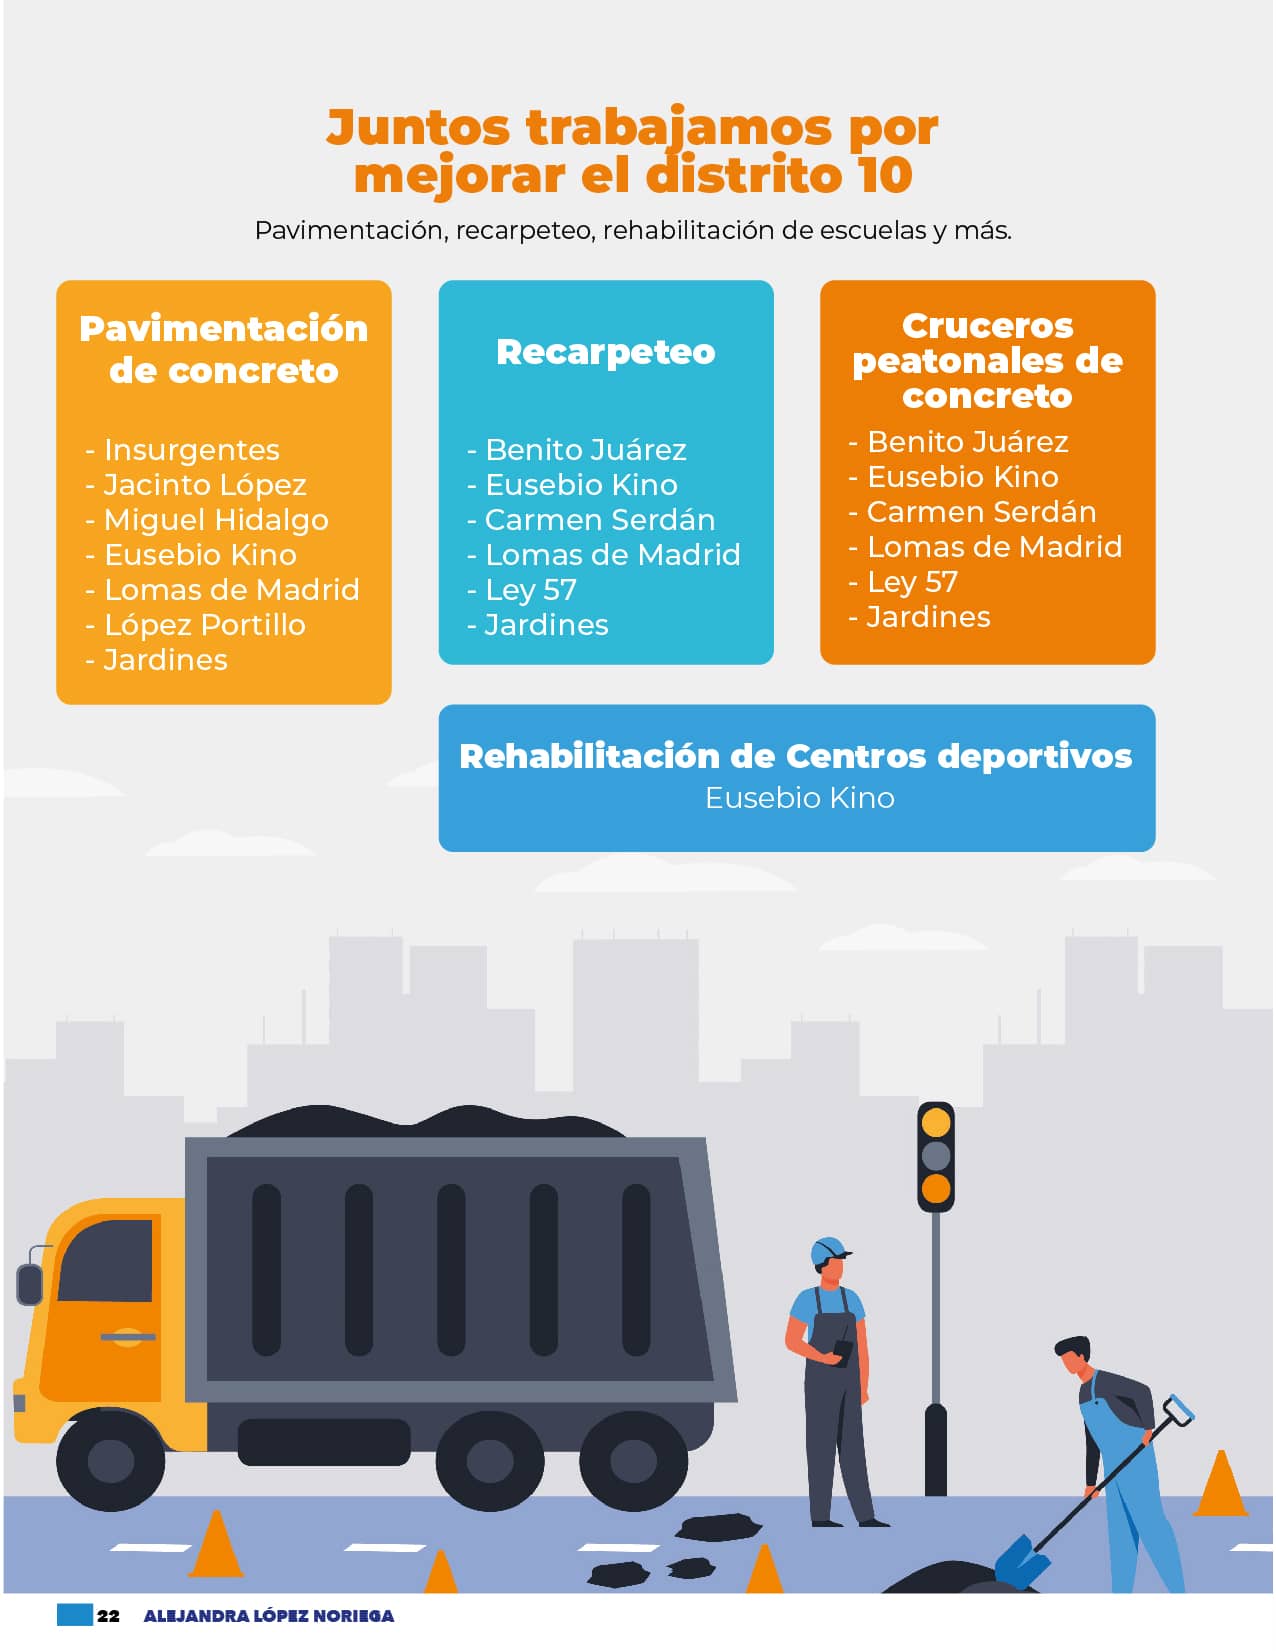 Juntos trabajamos por
mejorar el distrito 10
Pavimentación, recarpeteo, rehabilitación de escuelas y más.
Pavimentación
de concreto
- Insurgentes
- Jacinto López
- Miguel Hidalgo
- Eusebio Kino
- Lomas de Madrid
- López Portillo
- Jardines
Recarpeteo
- Benito Juárez
- Eusebio Kino
- Carmen Serdán
- Lomas de Madrid
- Ley 57
- Jardines
Cruceros
peatonales de
concreto
- Benito Juárez
- Eusebio Kino
- Carmen Serdán
- Lomas de Madrid
- Ley 57
- Jardines
Rehabilitación de Centros deportivos
Eusebio Kino
22 ALEJANDRA LÓPEZ NORIEGA